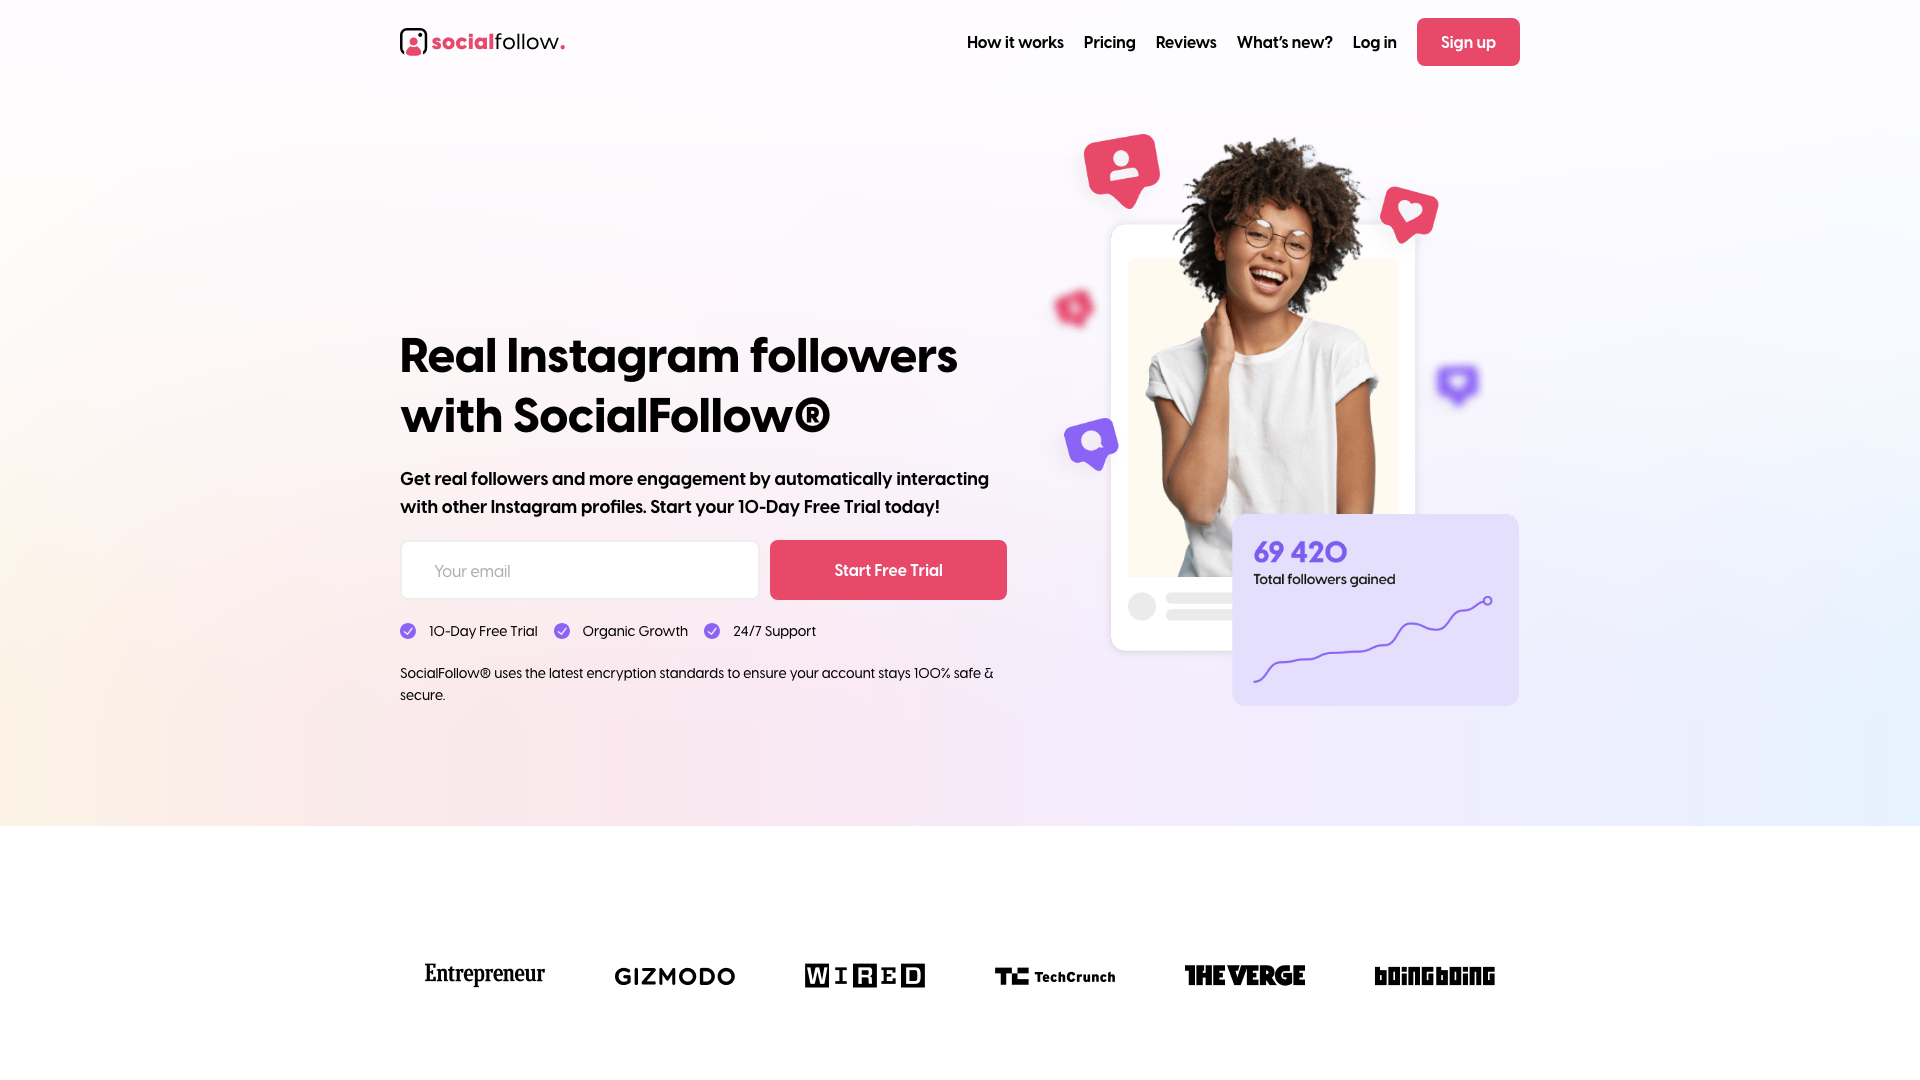 socialfollow.
How it works
Pricing
Reviews
What's new?
Log in
Sign up
Real Instagram followers
with SocialFollow®
Get real followers and more engagement by automatically interacting
with other Instagram profiles. Start your 10-Day Free Trial today!
Your email
Start Free Trial
10-Day Free Trial
Organic Growth
24/7 Support
SocialFollow® uses the latest encryption standards to ensure your account stays 100% safe &
secure.
69 420
Total followers gained
Entrepreneur
GIZMODO
WIRED
TC TechCrunch
THE VERGE
boingboing